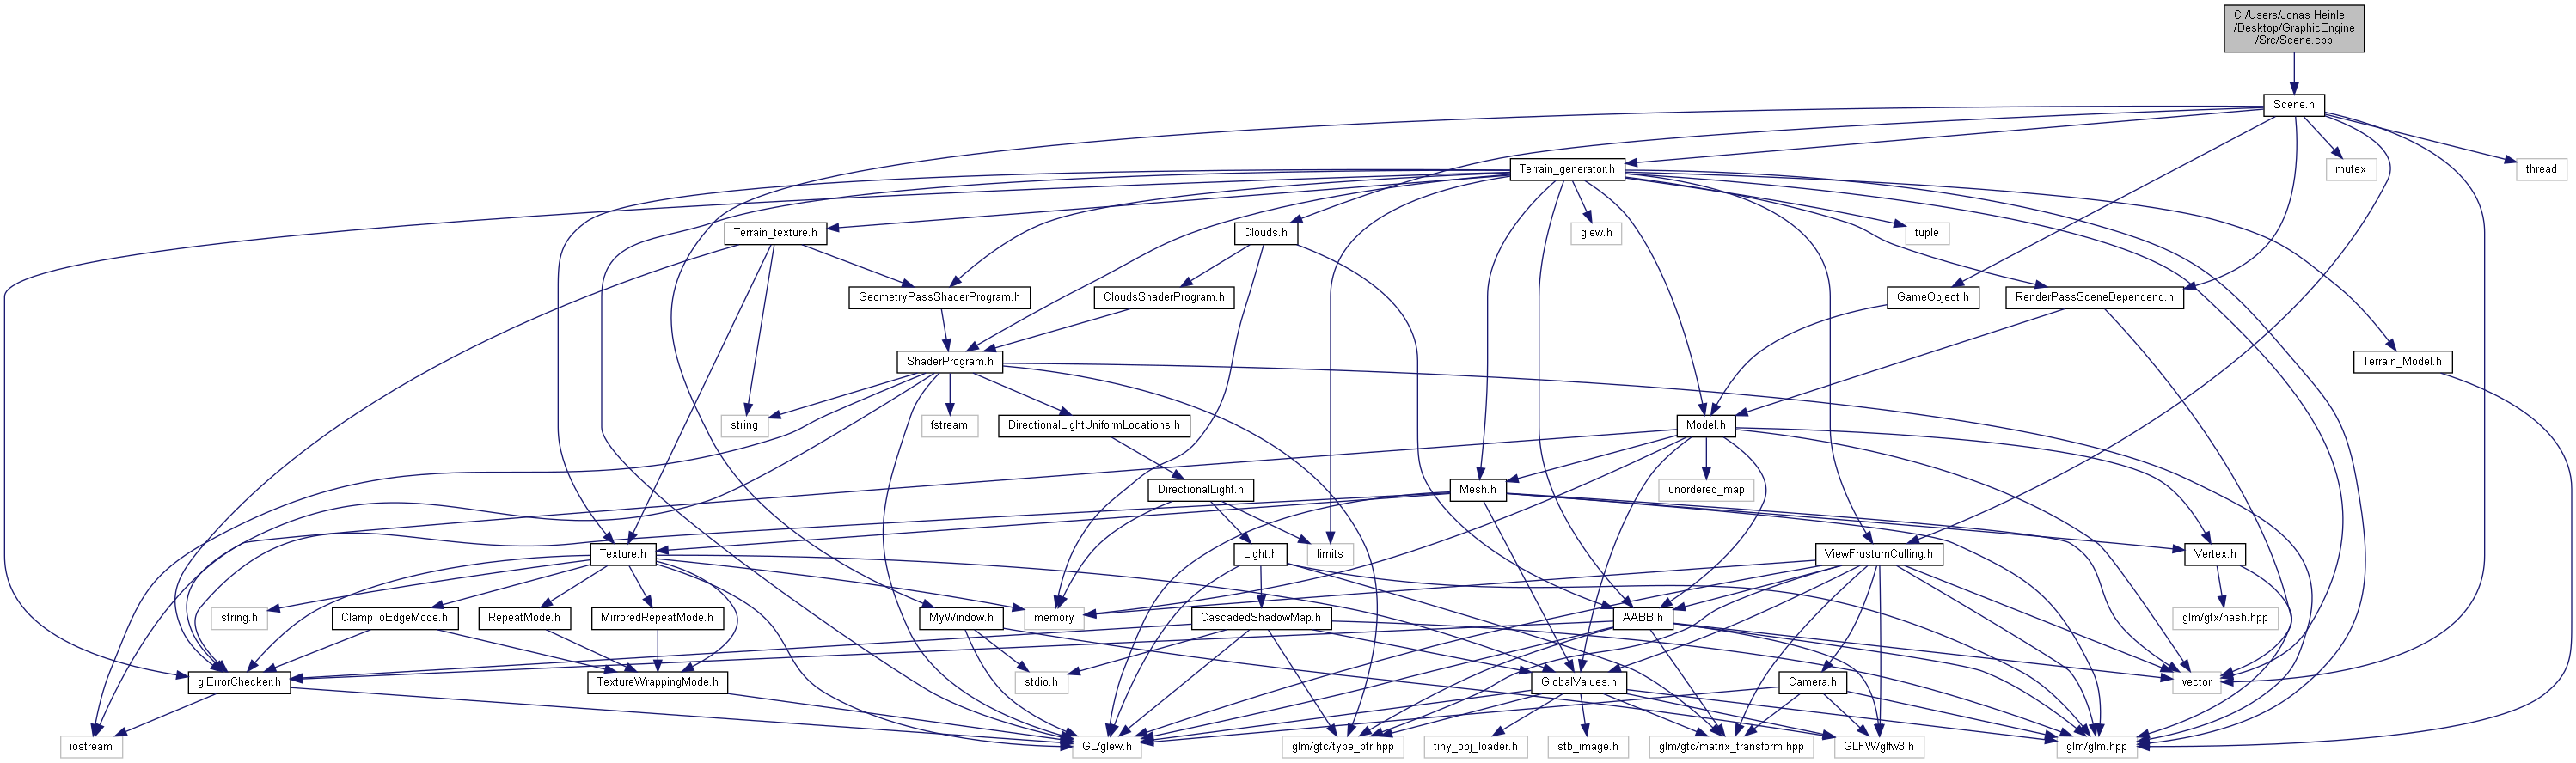 C:/Users/Jonas Heinle
/Desktop/GraphicEngine
/Src/Scene.cpp
Scene.h
Terrain_generator.h
mutex
thread
Terrain_texture.h
Clouds.h
glew.h
tuple
GeometryPassShaderProgram.h
CloudsShaderProgram.h
GameObject.h
RenderPassSceneDependend.h
ShaderProgram.h
Terrain_Model.h
string
fstream
DirectionalLightUniformLocations.h
Model.h
DirectionalLight.h
Mesh.h
unordered_map
Texture.h
Light.h
limits
ViewFrustumCulling.h
Vertex.h
string.h
ClampToEdgeMode.h
RepeatMode.h
MirroredRepeatMode.h
MyWindow.h
memory
CascadedShadowMap.h
AABB.h
glm/gtx/hash.hpp
glErrorChecker.h
TextureWrappingMode.h
stdio.h
GlobalValues.h
Camera.h
vector
iostream
GL/glew.h
glm/gtc/type_ptr.hpp
tiny_obj_loader.h
stb_image.h
glm/gtc/matrix_transform.hpp
GLFW/glfw3.h
glm/glm.hpp